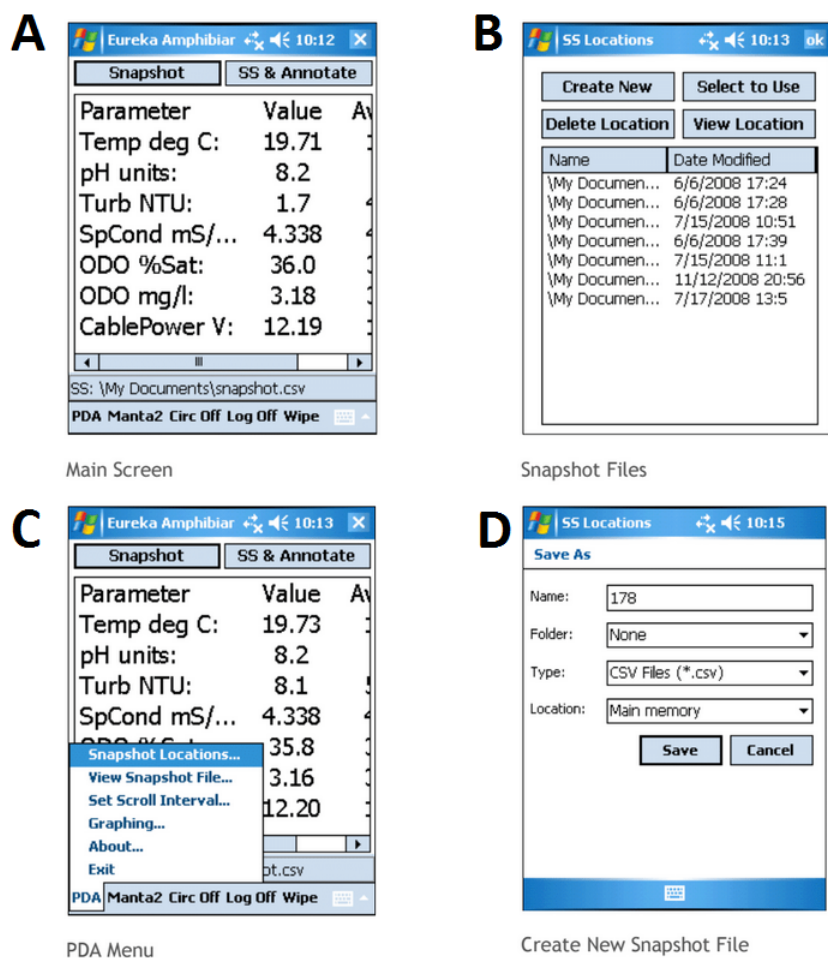 A
Eureka Amphibiar 10:12
Snapshot SS & Annotate
Parameter Value Av
Temp deg C: 19.71
pH units: 8.2
Turb NTU: 1.7
SpCond mS/... 4.338
ODO %Sat: 36.0
ODO mg/l: 3.18
CablePower V: 12.19
SS: \My Documents\snapshot.csv
PDA Manta2 Circ Off Log Off Wipe
Main Screen
B
SS Locations 10:13 ok
Create New Select to Use
Delete Location View Location
Name Date Modified
\My Documen... 6/6/2008 17:24
\My Documen... 6/6/2008 17:28
\My Documen... 7/15/2008 10:51
\My Documen... 6/6/2008 17:39
\My Documen... 7/15/2008 11:1
\My Documen... 11/12/2008 20:56
\My Documen... 7/17/2008 13:5
Snapshot Files
C
Eureka Amphibiar 10:13
Snapshot SS & Annotate
Parameter Value Av
Temp deg C: 19.73
pH units: 8.2
Turb NTU: 8.1
SpCond mS/... 4.338
35.8
3.16
12.20
Snapshot Locations...
View Snapshot File...
Set Scroll Interval...
Graphing...
About...
Exit
ot.csv
PDA Manta2 Circ Off Log Off Wipe
PDA Menu
D
SS Locations 10:15
Save As
Name: 178
Folder: None
Type: CSV Files (*.csv)
Location: Main memory
Save Cancel
Create New Snapshot File